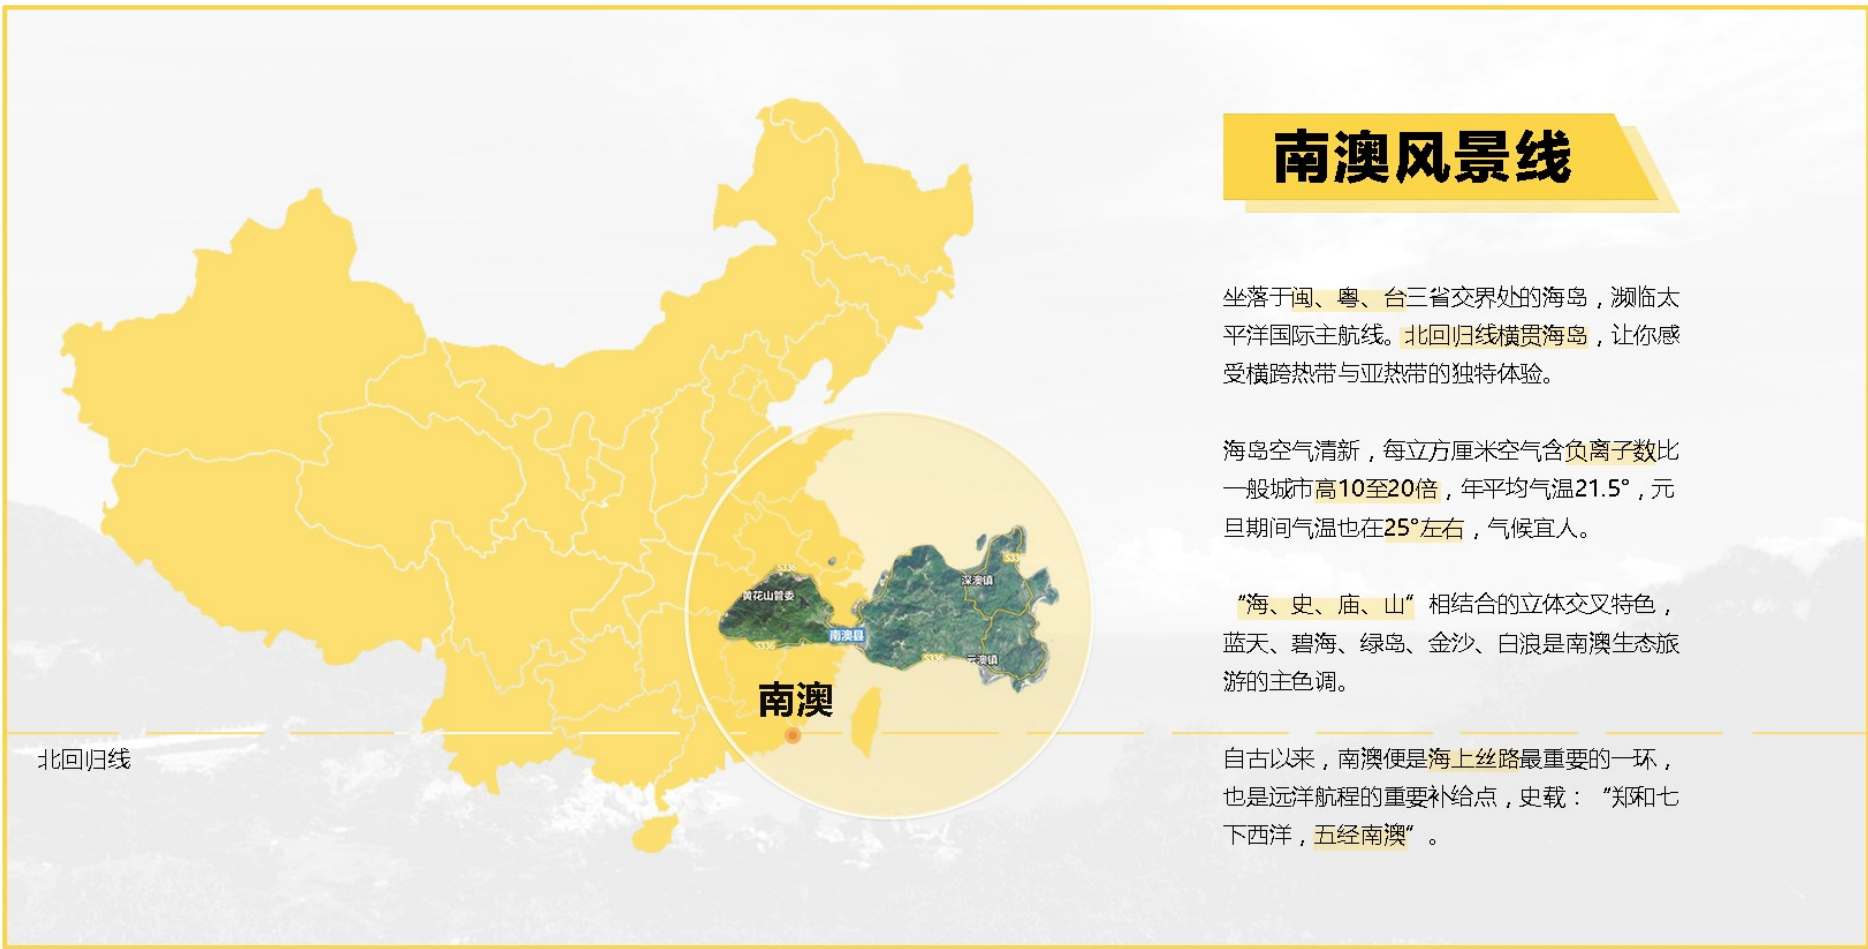 南澳风景线
坐落于闽、粤、台三省交界处的海岛，濒临太
平洋国际主航线。北回归线横贯海岛，让你感
受横跨热带与亚热带的独特体验。
海岛空气清新，每立方厘米空气含负离子数比
一般城市高10至20倍，年平均气温21.5°，元
旦期间气温也在25°左右，气候宜人。
“海、史、庙、山”相结合的立体交叉特色，
蓝天、碧海、绿岛、金沙、白浪是南澳生态旅
游的主色调。
自古以来，南澳便是海上丝路最重要的一环，
也是远洋航程的重要补给点，史载：“郑和七
下西洋，五经南澳”。
S336
黄花山管委
南澳县
S336
S336
深澳镇
云澳镇
S336
南澳
北回归线